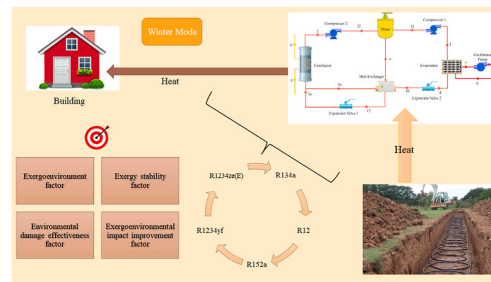 Winter Mode
Compressor 2
Compressor 1
Mixer
Condenser
Heat Exchanger
Evaporator
Geothermal
Pump
Expansion Valve 1
Expansion Valve 2
Heat
Building
Heat
Exergoenvironment
factor
Exergy stability
factor
Environmental
damage effectiveness
factor
Exergoenvironmental
impact improvement
factor
R1234ze(E)
R134a
R1234yf
R12
R152a